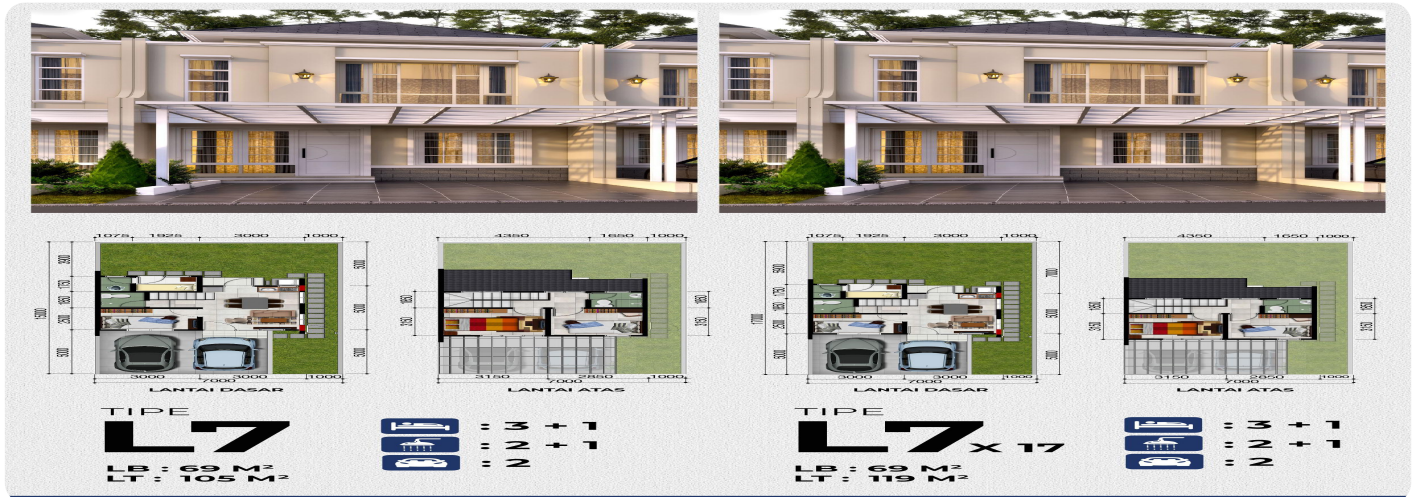 1075 1925 3000 1000
4350 1650 1000
1075 1925 3000 1000
4350 1650 1000
3000 3000 1000
7000
LANTAI DASAR
3150 2850 1000
7000
LANTAI ATAS
3000 3000 1000
7000
LANTAI DASAR
3150 2850 1000
7000
LANTAI ATAS
TIPE
L7
LB : 69 M²
LT : 105 M²
: 3 + 1
: 2 + 1
: 2
TIPE
L7 X 17
LB : 69 M²
LT : 119 M²
: 3 + 1
: 2 + 1
: 2